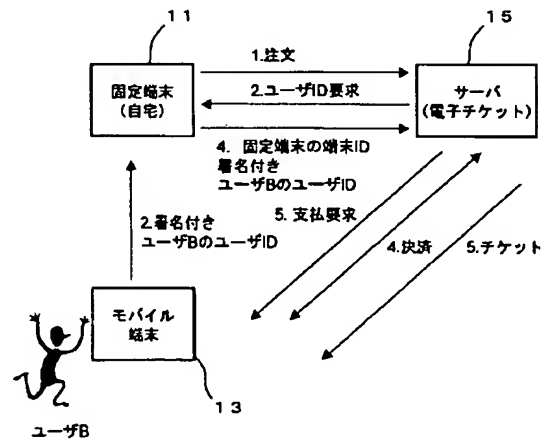 １１
１５
1.注文
固定端末
(自宅)
2.ユーザID要求
サーバ
(電子チケット)
4. 固定端末の端末ID
署名付き
ユーザBのユーザID
5. 支払要求
2.署名付き
ユーザBのユーザID
4.決済
5.チケット
モバイル
端末
１３
ユーザB